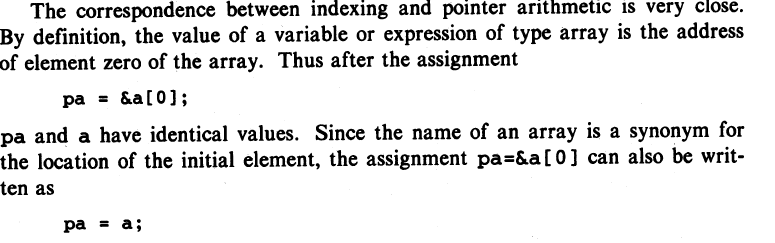 The correspondence between indexing and pointer arithmetic is very close.
By definition, the value of a variable or expression of type array is the address
of element zero of the array. Thus after the assignment
pa = &a[0];
pa and a have identical values. Since the name of an array is a synonym for
the location of the initial element, the assignment pa=&a[0] can also be writ-
ten as
pa = a;